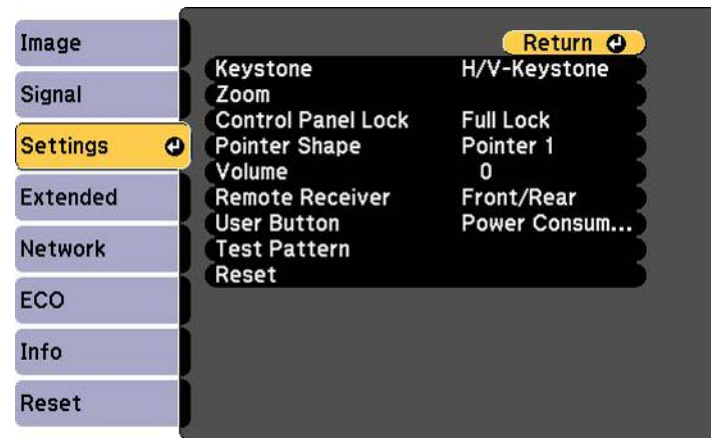 Image
Signal
Settings
Extended
Network
ECO
Info
Reset
Return
Keystone H/V-Keystone
Zoom
Control Panel Lock Full Lock
Pointer Shape Pointer 1
Volume 0
Remote Receiver Front/Rear
User Button Power Consum...
Test Pattern
Reset